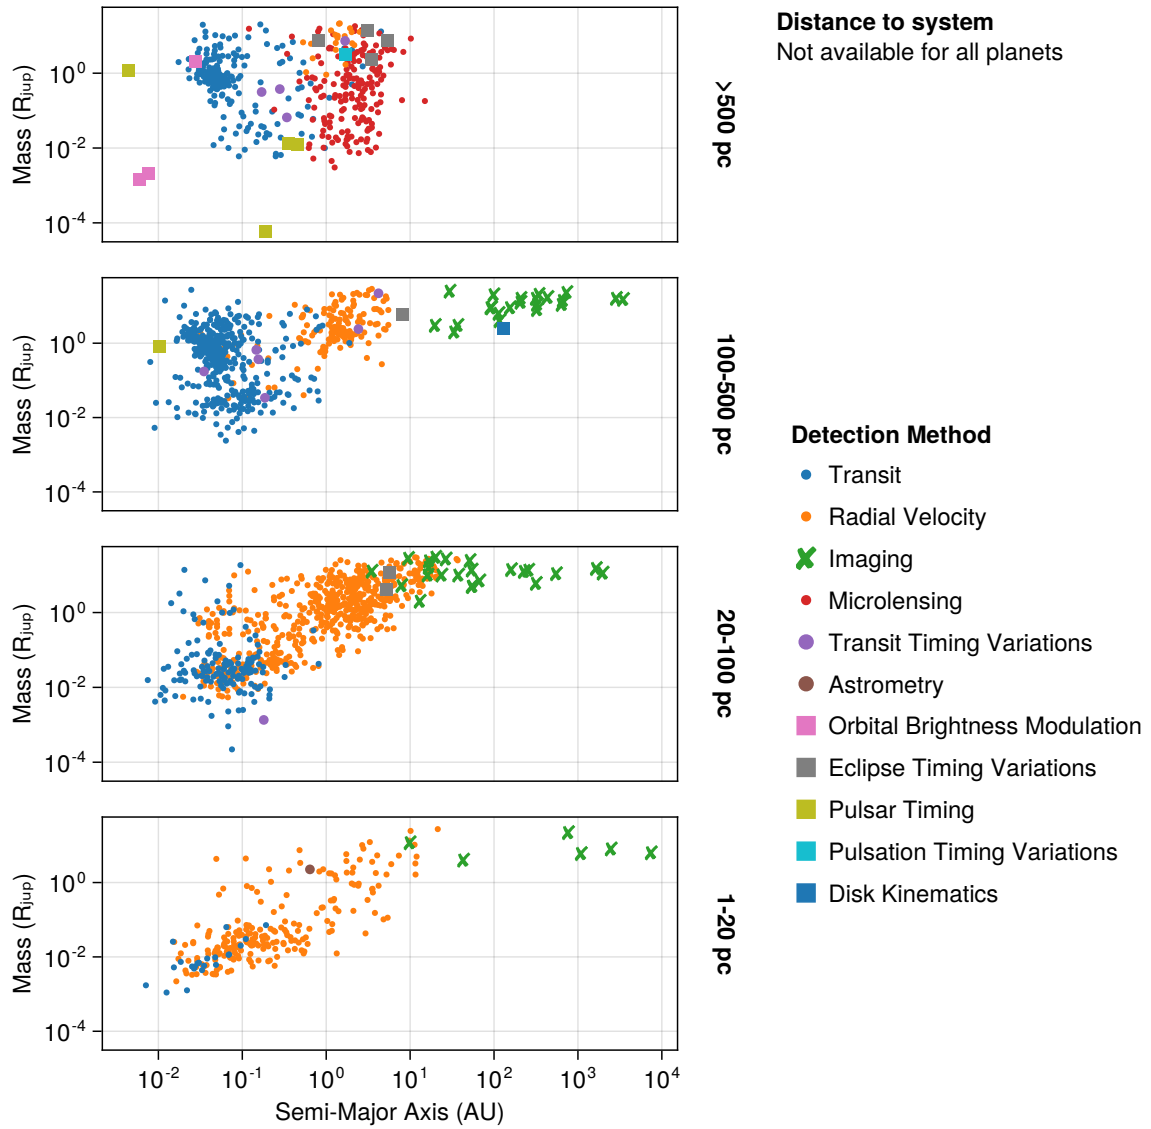 Distance to system
Not available for all planets
Mass (Rjup)
10^0
10^-2
10^-4
>500 pc
Mass (Rjup)
10^0
10^-2
10^-4
100-500 pc
Mass (Rjup)
10^0
10^-2
10^-4
20-100 pc
Mass (Rjup)
10^0
10^-2
10^-4
1-20 pc
10^-2 10^-1 10^0 10^1 10^2 10^3 10^4
Semi-Major Axis (AU)
Detection Method
Transit
Radial Velocity
Imaging
Microlensing
Transit Timing Variations
Astrometry
Orbital Brightness Modulation
Eclipse Timing Variations
Pulsar Timing
Pulsation Timing Variations
Disk Kinematics